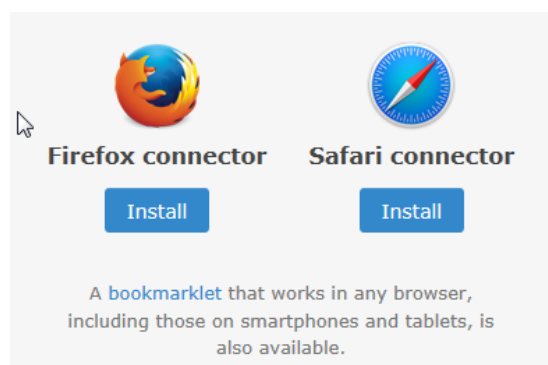 Firefox connector
Safari connector
Install
Install
A bookmarklet that works in any browser,
including those on smartphones and tablets, is
also available.